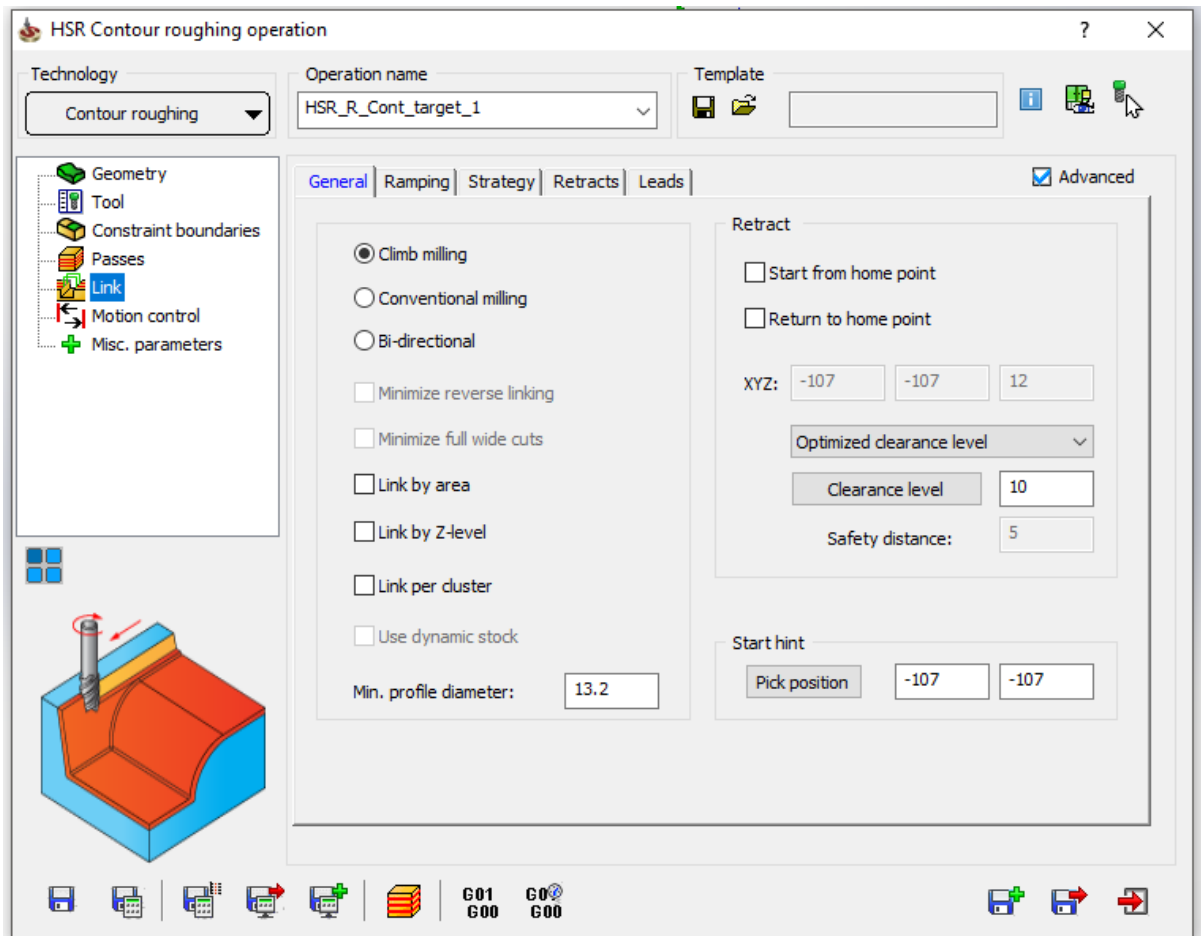 HSR Contour roughing operation
?
Technology
Contour roughing
Operation name
HSR_R_Cont_target_1
Template
Geometry
Tool
Constraint boundaries
Passes
Link
Motion control
Misc. parameters
General Ramping Strategy Retracts Leads
Advanced
Climb milling
Conventional milling
Bi-directional
Minimize reverse linking
Minimize full wide cuts
Link by area
Link by Z-level
Link per cluster
Use dynamic stock
Min. profile diameter: 13.2
Retract
Start from home point
Return to home point
XYZ: -107 -107 12
Optimized clearance level
Clearance level 10
Safety distance: 5
Start hint
Pick position -107 -107
G01
G00
G00